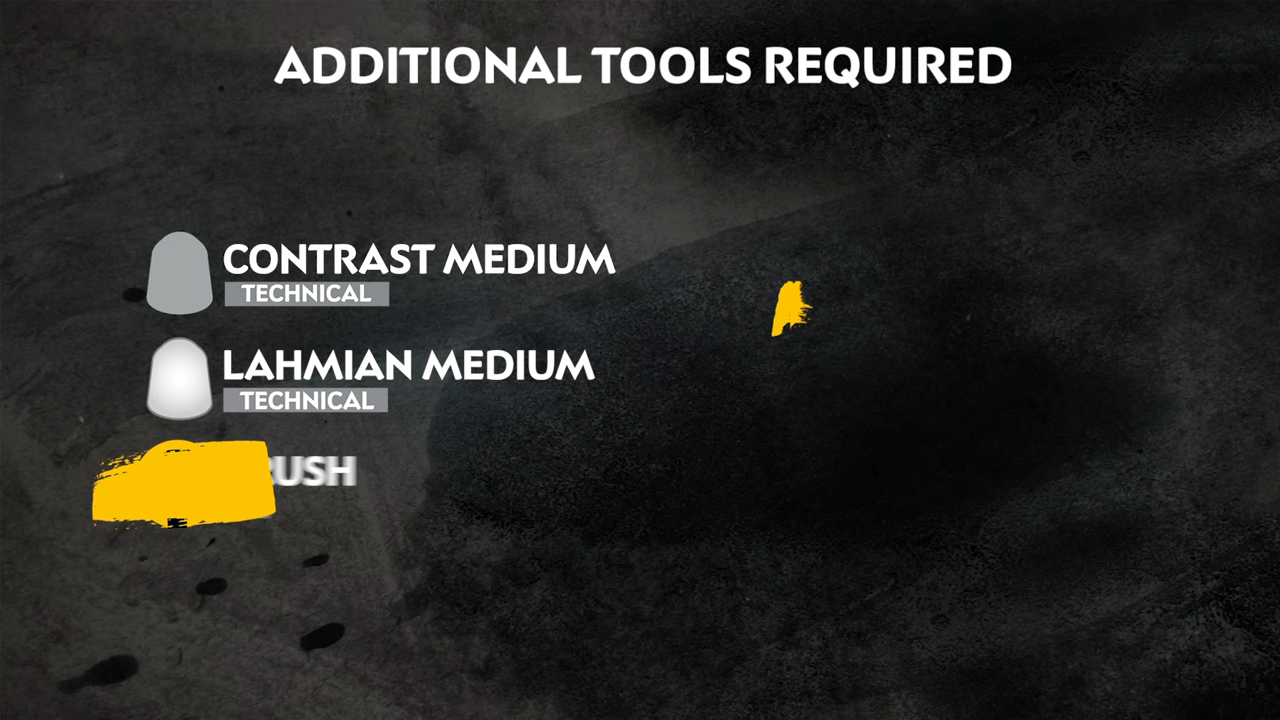 ADDITIONAL TOOLS REQUIRED
CONTRAST MEDIUM
TECHNICAL
LAHMIAN MEDIUM
TECHNICAL